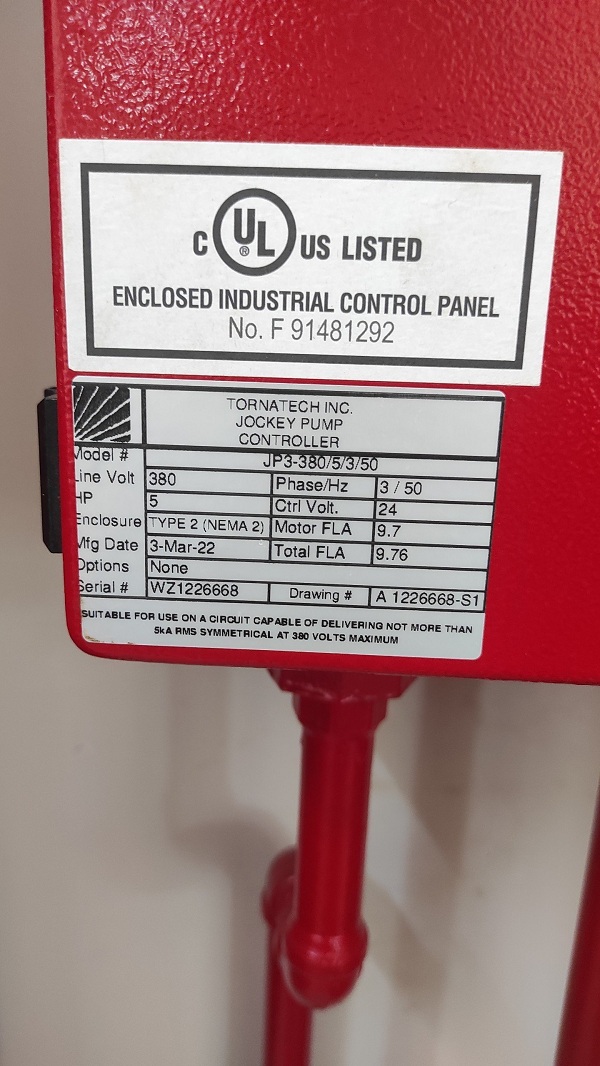 C UL® US LISTED
ENCLOSED INDUSTRIAL CONTROL PANEL
No. F 91481292
TORNATECH INC.
JOCKEY PUMP
CONTROLLER
Model # JP3-380/5/3/50
Line Volt 380 Phase/Hz 3 / 50
HP 5 Ctrl Volt. 24
Enclosure TYPE 2 (NEMA 2) Motor FLA 9.7
Mfg Date 3-Mar-22 Total FLA 9.76
Options None
Serial # WZ1226668 Drawing # A 1226668-S1
SUITABLE FOR USE ON A CIRCUIT CAPABLE OF DELIVERING NOT MORE THAN
5kA RMS SYMMETRICAL AT 380 VOLTS MAXIMUM